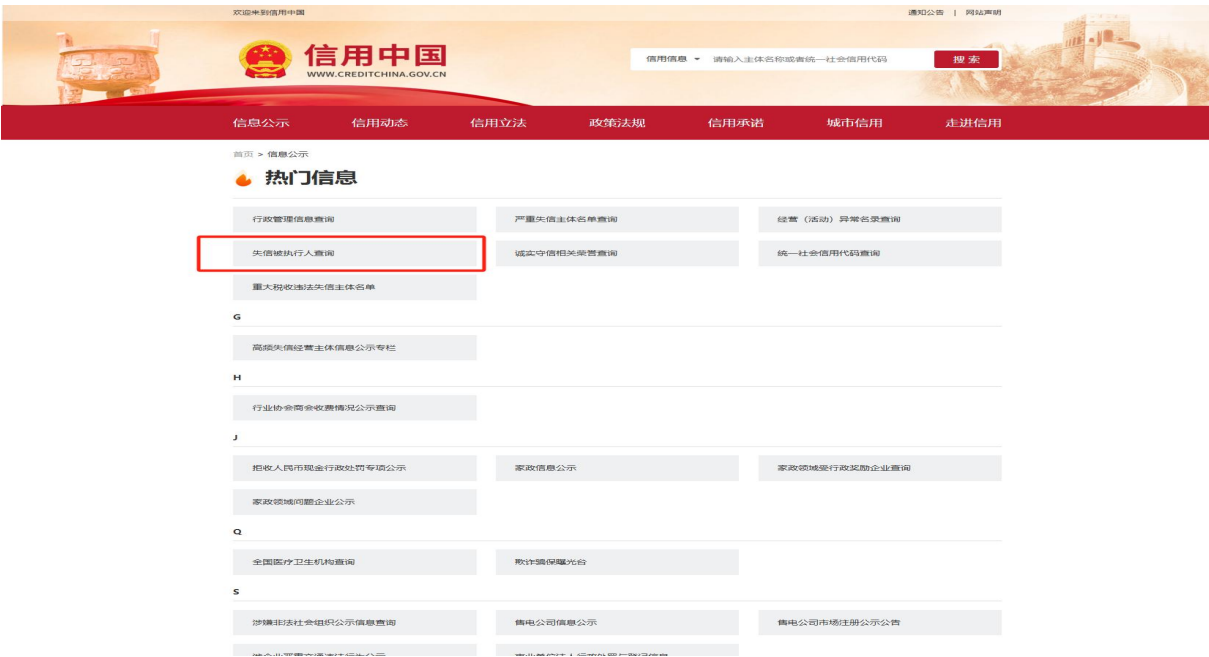 欢迎来到信用中国
通知公告 | 网站声明
信用中国
WWW.CREDITCHINA.GOV.CN
信用信息 请输入主体名称或者统一社会信用代码 搜索
信息公示 信用动态 信用立法 政策法规 信用承诺 城市信用 走进信用
首页 > 信息公示
热门信息
行政管理信息查询 严重失信主体名单查询 经营（活动）异常名录查询
失信被执行人查询 诚实守信相关荣誉查询 统一社会信用代码查询
重大税收违法失信主体名单
G
高频失信经营主体信息公示专栏
H
行业协会商会收费情况公示查询
J
拒收人民币现金行政处罚专项公示 家政信息公示 家政领域受行政奖励企业查询
家政领域问题企业公示
Q
全国医疗卫生机构查询 欺诈骗保曝光台
S
涉嫌非法社会组织公示信息查询 售电公司信息公示 售电公司市场注册公示公告